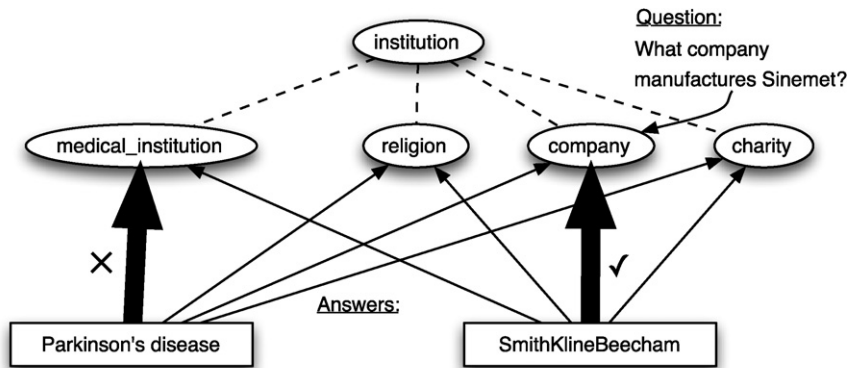 Question:
institution
What company
manufactures Sinemet?
medical_institution
religion
company
charity
×
✓
Answers:
Parkinson's disease
SmithKlineBeecham